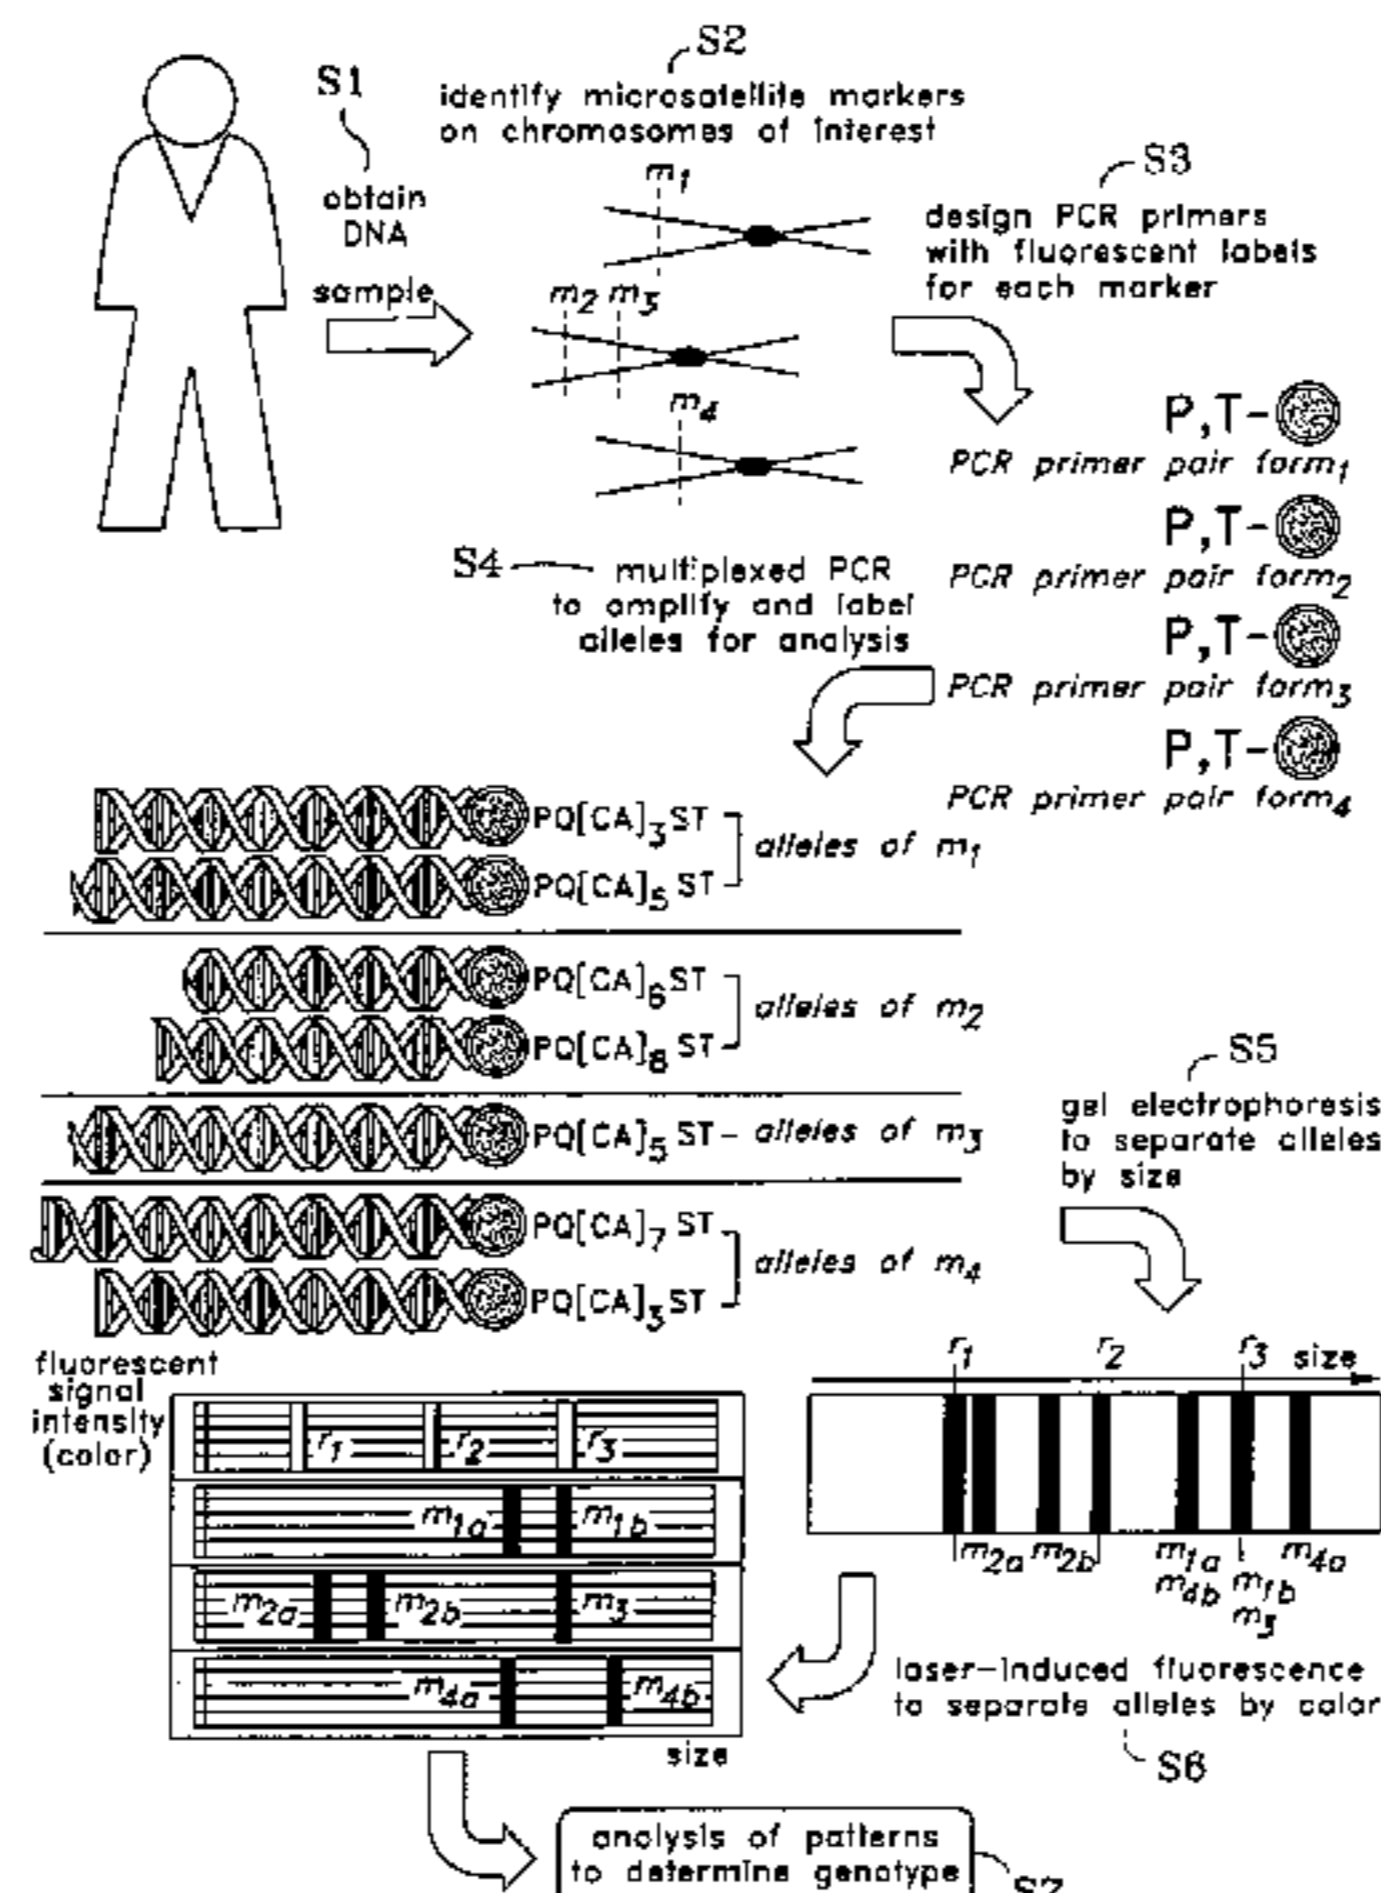 S1
obtain
DNA
sample
S2
identify microsatellite markers
on chromosomes of interest
m1
m2 m3
m4
S3
design PCR primers
with fluorescent labels
for each marker
P,T-
PCR primer pair form1
P,T-
PCR primer pair form2
P,T-
PCR primer pair form3
P,T-
PCR primer pair form4
S4
multiplexed PCR
to amplify and label
alleles for analysis
PQ[CA]3ST
PQ[CA]5ST
alleles of m1
PQ[CA]6ST
PQ[CA]8ST
alleles of m2
PQ[CA]5ST- alleles of m3
PQ[CA]7ST
PQ[CA]3ST
alleles of m4
S5
gel electrophoresis
to separate alleles
by size
r1 r2 r3 size
m2a m2b m1a m1b m4a
m4b m3
fluorescent
signal
intensity
(color)
r1 r2 r3
m1a m1b
m2a m2b m3
m4a m4b
size
laser-induced fluorescence
to separate alleles by color
S6
analysis of patterns
to determine genotype
S7